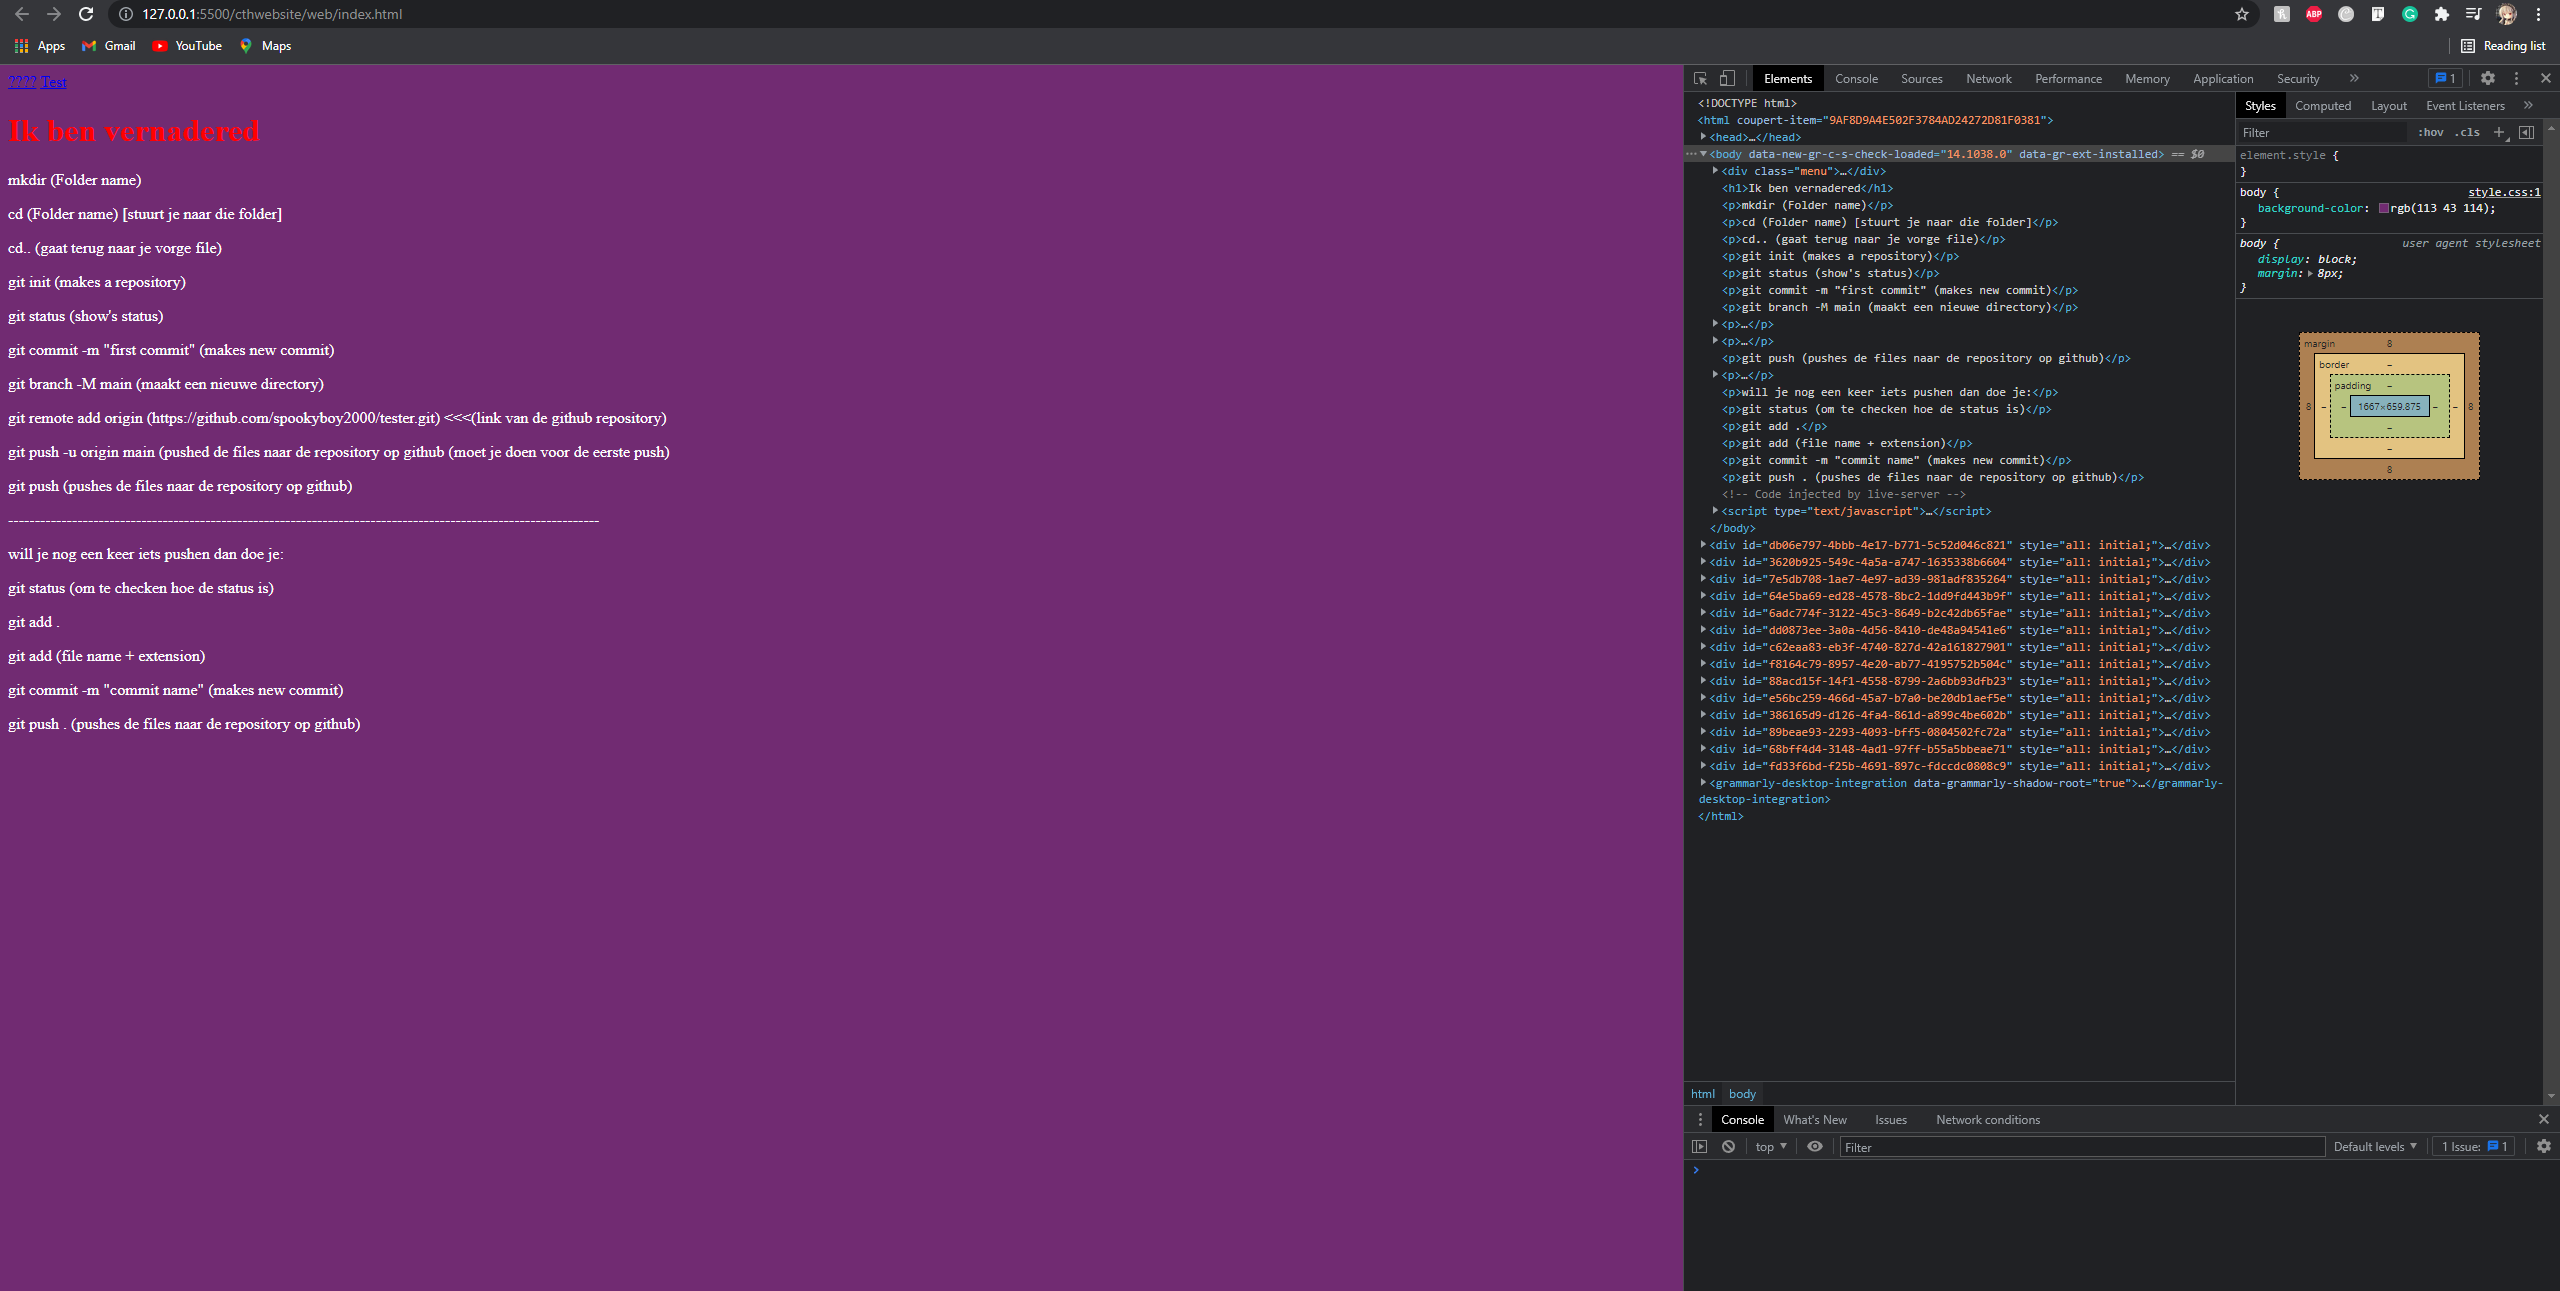 127.0.0.1:5500/cthwebsite/web/index.html
ABP
Apps Gmail YouTube Maps Reading list
???? Test
Ik ben vernadered
mkdir (Folder name)
cd (Folder name) [stuurt je naar die folder]
cd.. (gaat terug naar je vorge file)
git init (makes a repository)
git status (show's status)
git commit -m "first commit" (makes new commit)
git branch -M main (maakt een nieuwe directory)
git remote add origin (https://github.com/spookyboy2000/tester.git) <<<(link van de github repository)
git push -u origin main (pushed de files naar de repository op github (moet je doen voor de eerste push)
git push (pushes de files naar de repository op github)
will je nog een keer iets pushen dan doe je:
git status (om te checken hoe de status is)
git add .
git add (file name + extension)
git commit -m "commit name" (makes new commit)
git push . (pushes de files naar de repository op github)
Elements Console Sources Network Performance Memory Application Security » 1
<!DOCTYPE html>
<html coupert-item="9AF8D9A4E502F3784AD24272D81F0381">
<head>…</head>
<body data-new-gr-c-s-check-loaded="14.1038.0" data-gr-ext-installed> == $0
<div class="menu">…</div>
<h1>Ik ben vernadered</h1>
<p>mkdir (Folder name)</p>
<p>cd (Folder name) [stuurt je naar die folder]</p>
<p>cd.. (gaat terug naar je vorge file)</p>
<p>git init (makes a repository)</p>
<p>git status (show's status)</p>
<p>git commit -m "first commit" (makes new commit)</p>
<p>git branch -M main (maakt een nieuwe directory)</p>
<p>…</p>
<p>…</p>
<p>git push (pushes de files naar de repository op github)</p>
<p>…</p>
<p>will je nog een keer iets pushen dan doe je:</p>
<p>git status (om te checken hoe de status is)</p>
<p>git add .</p>
<p>git add (file name + extension)</p>
<p>git commit -m "commit name" (makes new commit)</p>
<p>git push . (pushes de files naar de repository op github)</p>
<!-- Code injected by live-server -->
<script type="text/javascript">…</script>
</body>
<div id="db06e797-4bbb-4e17-b771-5c52d046c821" style="all: initial;">…</div>
<div id="3620b925-549c-4a5a-a747-1635338b6604" style="all: initial;">…</div>
<div id="7e5db708-1ae7-4e97-ad39-981adf835264" style="all: initial;">…</div>
<div id="64e5ba69-ed28-4578-8bc2-1dd9fd443b9f" style="all: initial;">…</div>
<div id="6adc774f-3122-45c3-8649-b2c42db65fae" style="all: initial;">…</div>
<div id="dd0873ee-3a0a-4d56-8410-de48a94541e6" style="all: initial;">…</div>
<div id="c62eaa83-eb3f-4740-827d-42a161827901" style="all: initial;">…</div>
<div id="f8164c79-8957-4e20-ab77-4195752b504c" style="all: initial;">…</div>
<div id="88acd15f-14f1-4558-8799-2a6bb93dfb23" style="all: initial;">…</div>
<div id="e56bc259-466d-45a7-b7a0-be20db1aef5e" style="all: initial;">…</div>
<div id="386165d9-d126-4fa4-861d-a899c4be602b" style="all: initial;">…</div>
<div id="89beae93-2293-4093-bff5-0804502fc72a" style="all: initial;">…</div>
<div id="68bff4d4-3148-4ad1-97ff-b55a5bbeae71" style="all: initial;">…</div>
<div id="fd33f6bd-f25b-4691-897c-fdccdc0808c9" style="all: initial;">…</div>
<grammarly-desktop-integration data-grammarly-shadow-root="true">…</grammarly-
desktop-integration>
</html>
html body
Styles Computed Layout Event Listeners »
Filter :hov .cls +
element.style {
}
body { style.css:1
background-color: rgb(113 43 114);
}
body { user agent stylesheet
display: block;
margin: 8px;
}
margin 8
border –
padding –
8 – – 1667×659.875 – – 8
–
–
8
Console What's New Issues Network conditions
top Filter Default levels 1 Issue: 1